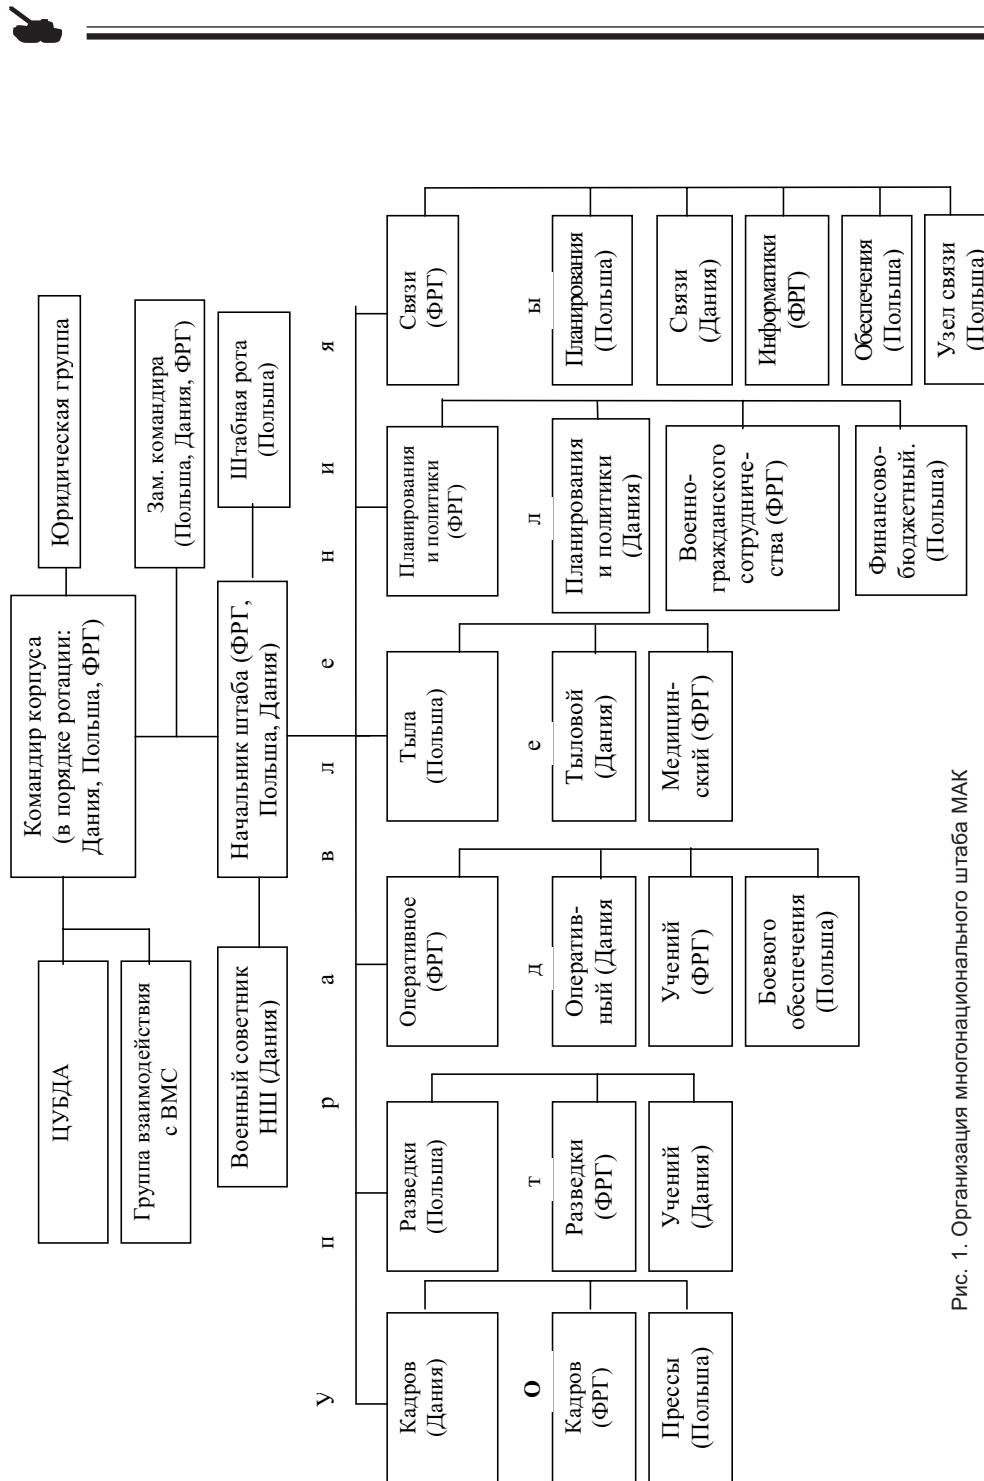 Командир корпуса
(в порядке ротации:
Дания, Польша, ФРГ)
ЦУБДА
Группа взаимодействия
с ВМС
Юридическая группа
Зам. командира
(Польша, Дания, ФРГ)
Военный советник
НШ (Дания)
Начальник штаба (ФРГ,
Польша, Дания)
Штабная рота
(Польша)
У п р а в л е н и я
Кадров
(Дания)
Разведки
(Польша)
Оперативное
(ФРГ)
Тыла
(Польша)
Планирования
и политики
(ФРГ)
Связи
(ФРГ)
О т д е л ы
Кадров
(ФРГ)
Прессы
(Польша)
Разведки
(ФРГ)
Учений
(Дания)
Оператив-
ный (Дания
Учений
(ФРГ)
Боевого
обеспечения
(Польша)
Тыловой
(Дания)
Медицин-
ский (ФРГ)
Планирования
и политики
(Дания)
Военно-
гражданского
сотрудниче-
ства (ФРГ)
Финансово-
бюджетный.
(Польша)
Планирования
(Польша)
Связи
(Дания)
Информатики
(ФРГ)
Обеспечения
(Польша)
Узел связи
(Польша)
Рис. 1. Организация многонационального штаба МАК